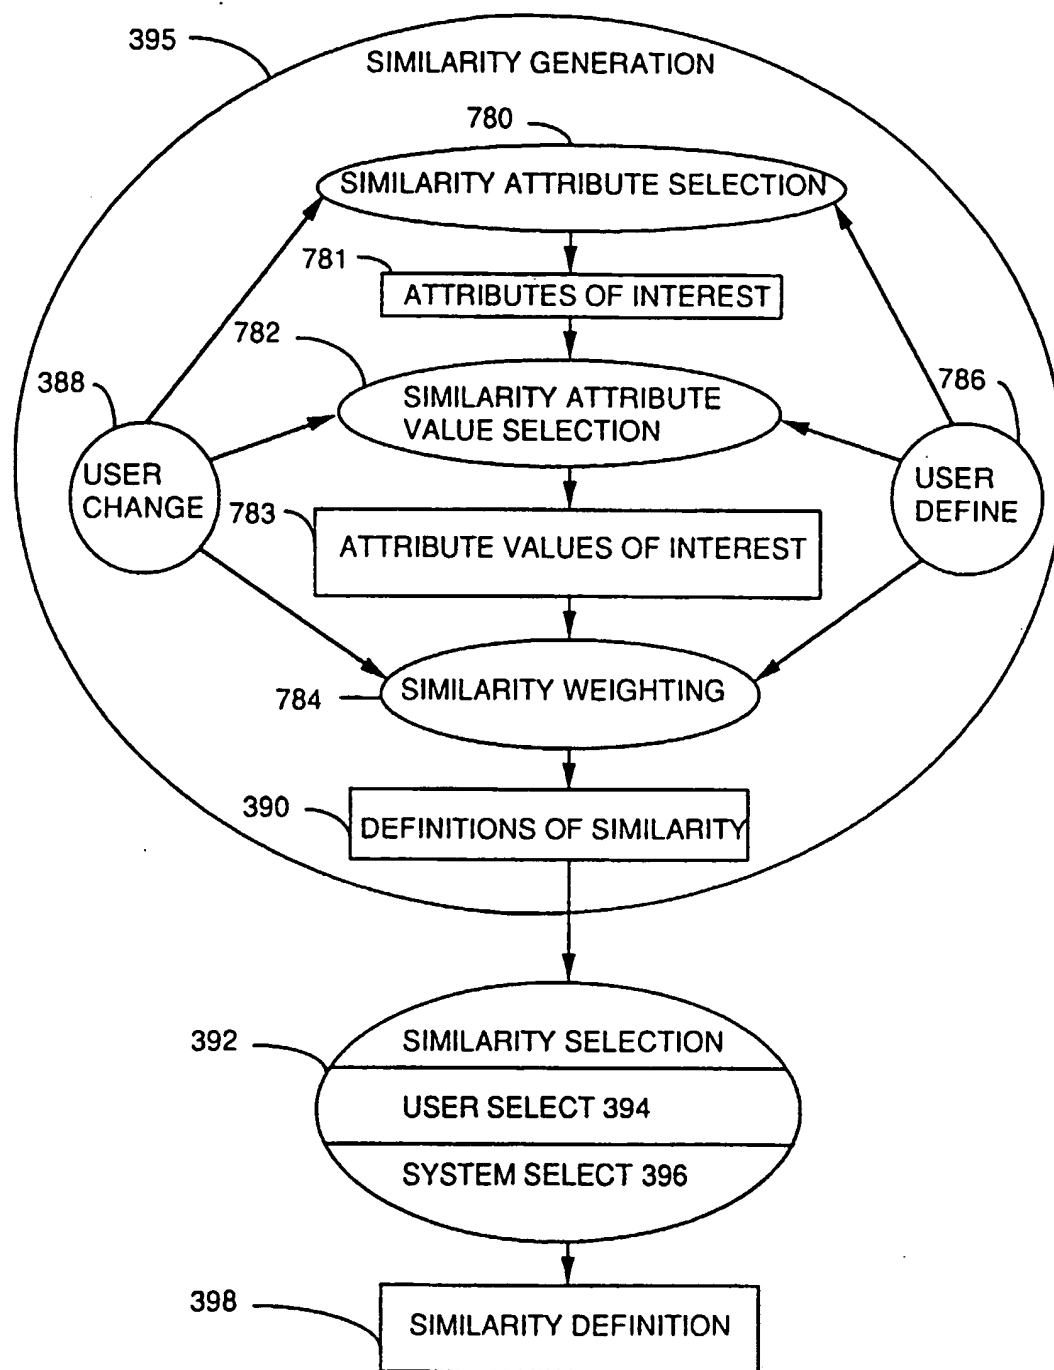 395
SIMILARITY GENERATION
780
SIMILARITY ATTRIBUTE SELECTION
781
ATTRIBUTES OF INTEREST
782
388
SIMILARITY ATTRIBUTE
VALUE SELECTION
786
USER
CHANGE
USER
DEFINE
783
ATTRIBUTE VALUES OF INTEREST
784
SIMILARITY WEIGHTING
390
DEFINITIONS OF SIMILARITY
392
SIMILARITY SELECTION
USER SELECT 394
SYSTEM SELECT 396
398
SIMILARITY DEFINITION